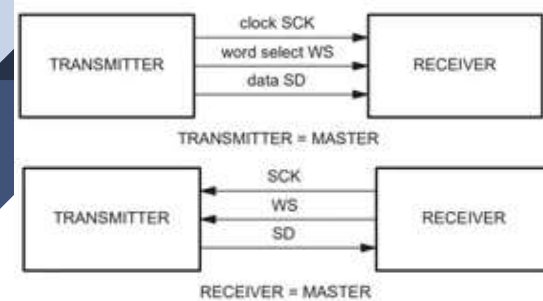 clock SCK
TRANSMITTER
word select WS
RECEIVER
data SD
TRANSMITTER = MASTER
SCK
TRANSMITTER
WS
RECEIVER
SD
RECEIVER = MASTER